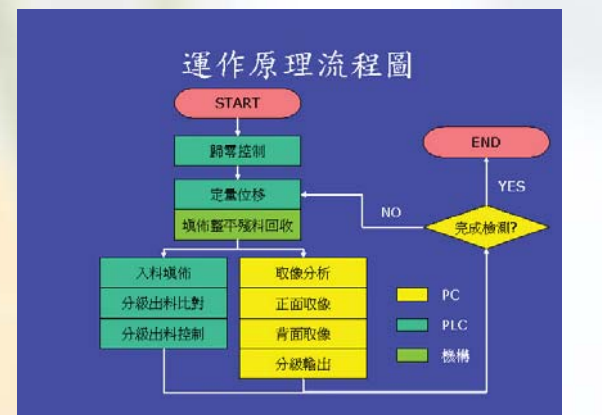 運作原理流程圖
START
歸零控制
定量位移
填佈整平殘料回收
入料填佈
分級出料比對
分級出料控制
取像分析
正面取像
背面取像
分級輸出
END
YES
NO
完成檢測?
PC
PLC
機構